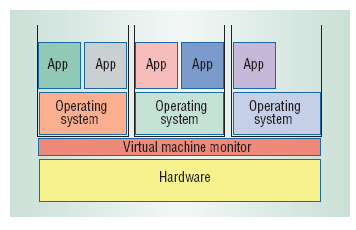 App App App App App
Operating system Operating system Operating system
Virtual machine monitor
Hardware